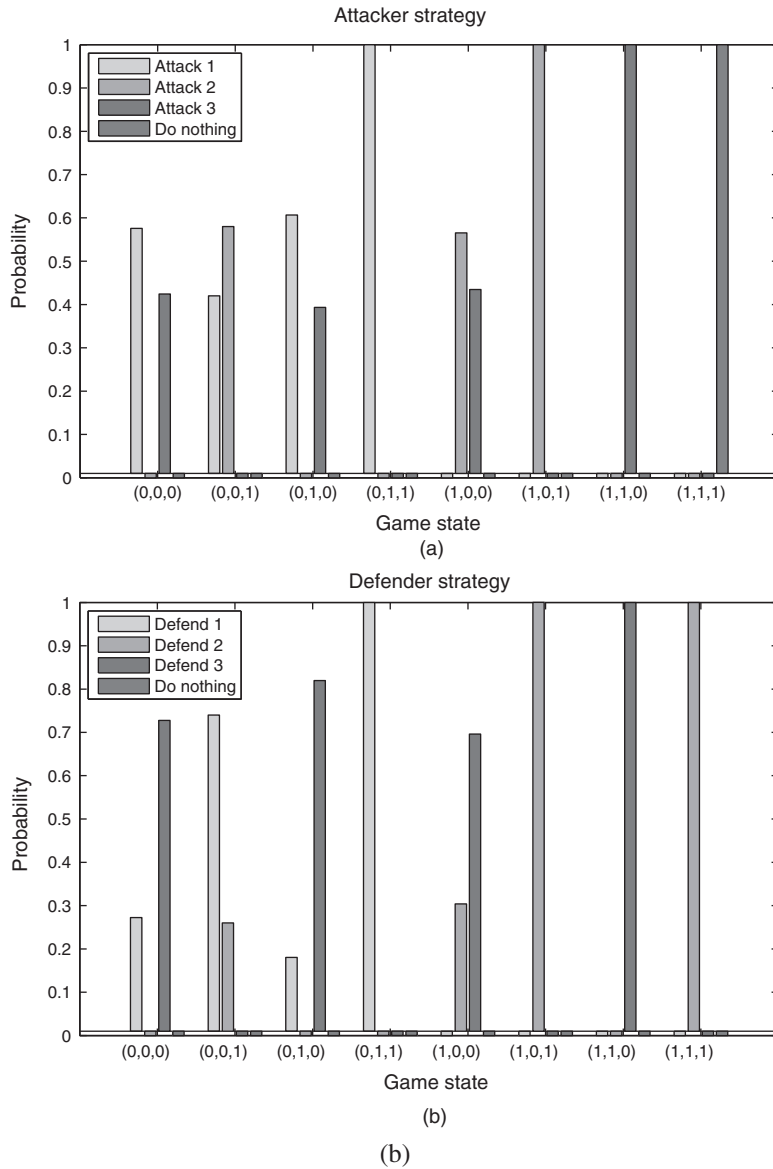 Attacker strategy
1
0.9
0.8
0.7
0.6
0.5
0.4
0.3
0.2
0.1
0
Probability
Attack 1
Attack 2
Attack 3
Do nothing
(0,0,0) (0,0,1) (0,1,0) (0,1,1) (1,0,0) (1,0,1) (1,1,0) (1,1,1)
Game state
(a)
Defender strategy
1
0.9
0.8
0.7
0.6
0.5
0.4
0.3
0.2
0.1
0
Probability
Defend 1
Defend 2
Defend 3
Do nothing
(0,0,0) (0,0,1) (0,1,0) (0,1,1) (1,0,0) (1,0,1) (1,1,0) (1,1,1)
Game state
(b)
(b)